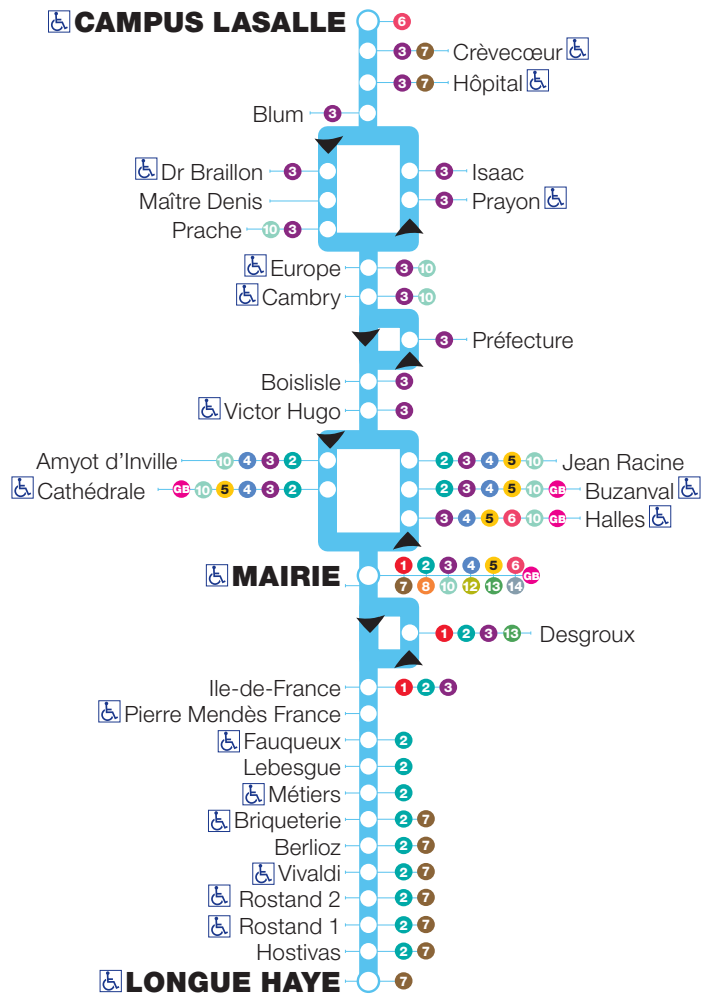 CAMPUS LASALLE 6
3 7 Crèvecœur
3 7 Hôpital
Blum 3
Dr Braillon 3
3 Isaac
Maître Denis
3 Prayon
Prache 10 3
Europe 3 10
Cambry 3 10
3 Préfecture
Boislisle 3
Victor Hugo 3
Amyot d’Inville 10 4 3 2
2 3 4 5 10 Jean Racine
Cathédrale GB 10 5 4 3 2
2 3 4 5 10 GB Buzanval
3 4 5 6 10 GB Halles
MAIRIE 1 2 3 4 5 6 GB
7 8 10 12 13 14
1 2 3 13 Desgroux
Ile-de-France 1 2 3
Pierre Mendès France
Fauqueux 2
Lebesgue 2
Métiers 2
Briqueterie 2 7
Berlioz 2 7
Vivaldi 2 7
Rostand 2 2 7
Rostand 1 2 7
Hostivas 2 7
LONGUE HAYE 7